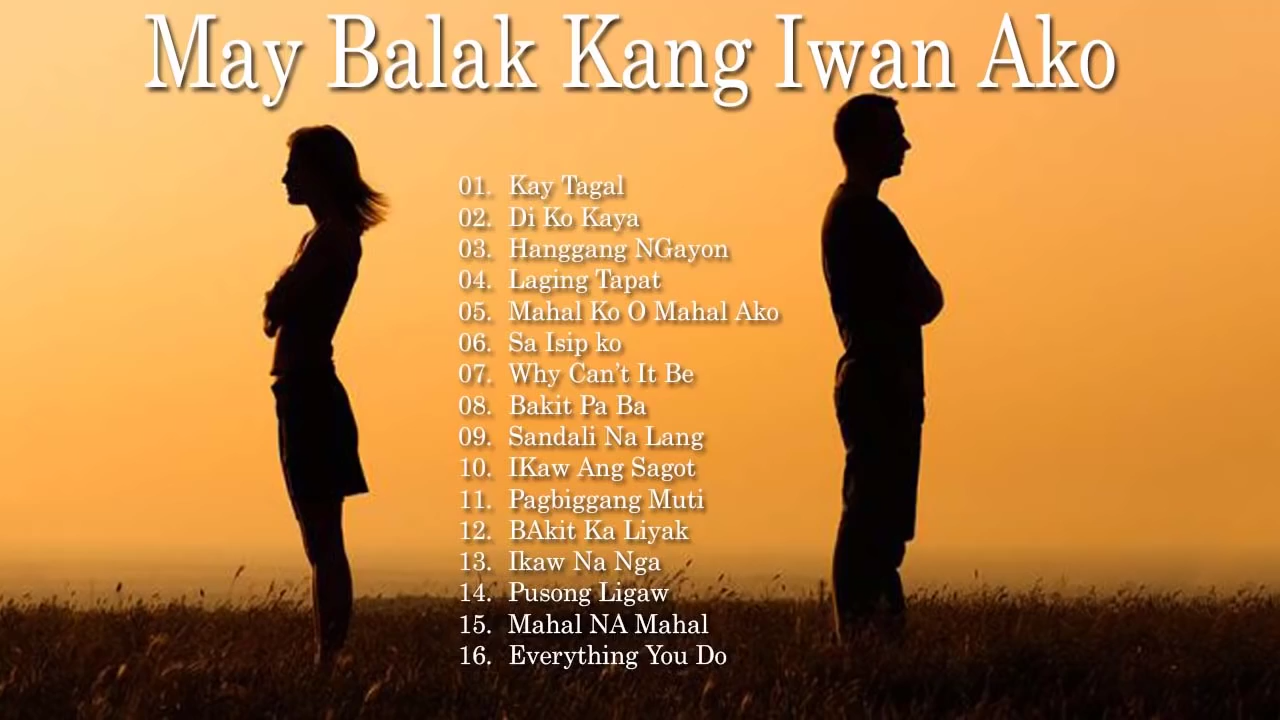 May Balak Kang Iwan Ako
01. Kay Tagal
02. Di Ko Kaya
03. Hanggang NGayon
04. Laging Tapat
05. Mahal Ko O Mahal Ako
06. Sa Isip ko
07. Why Can't It Be
08. Bakit Pa Ba
09. Sandali Na Lang
10. IKaw Ang Sagot
11. Pagbiggang Muti
12. BAkit Ka Liyak
13. Ikaw Na Nga
14. Pusong Ligaw
15. Mahal NA Mahal
16. Everything You Do